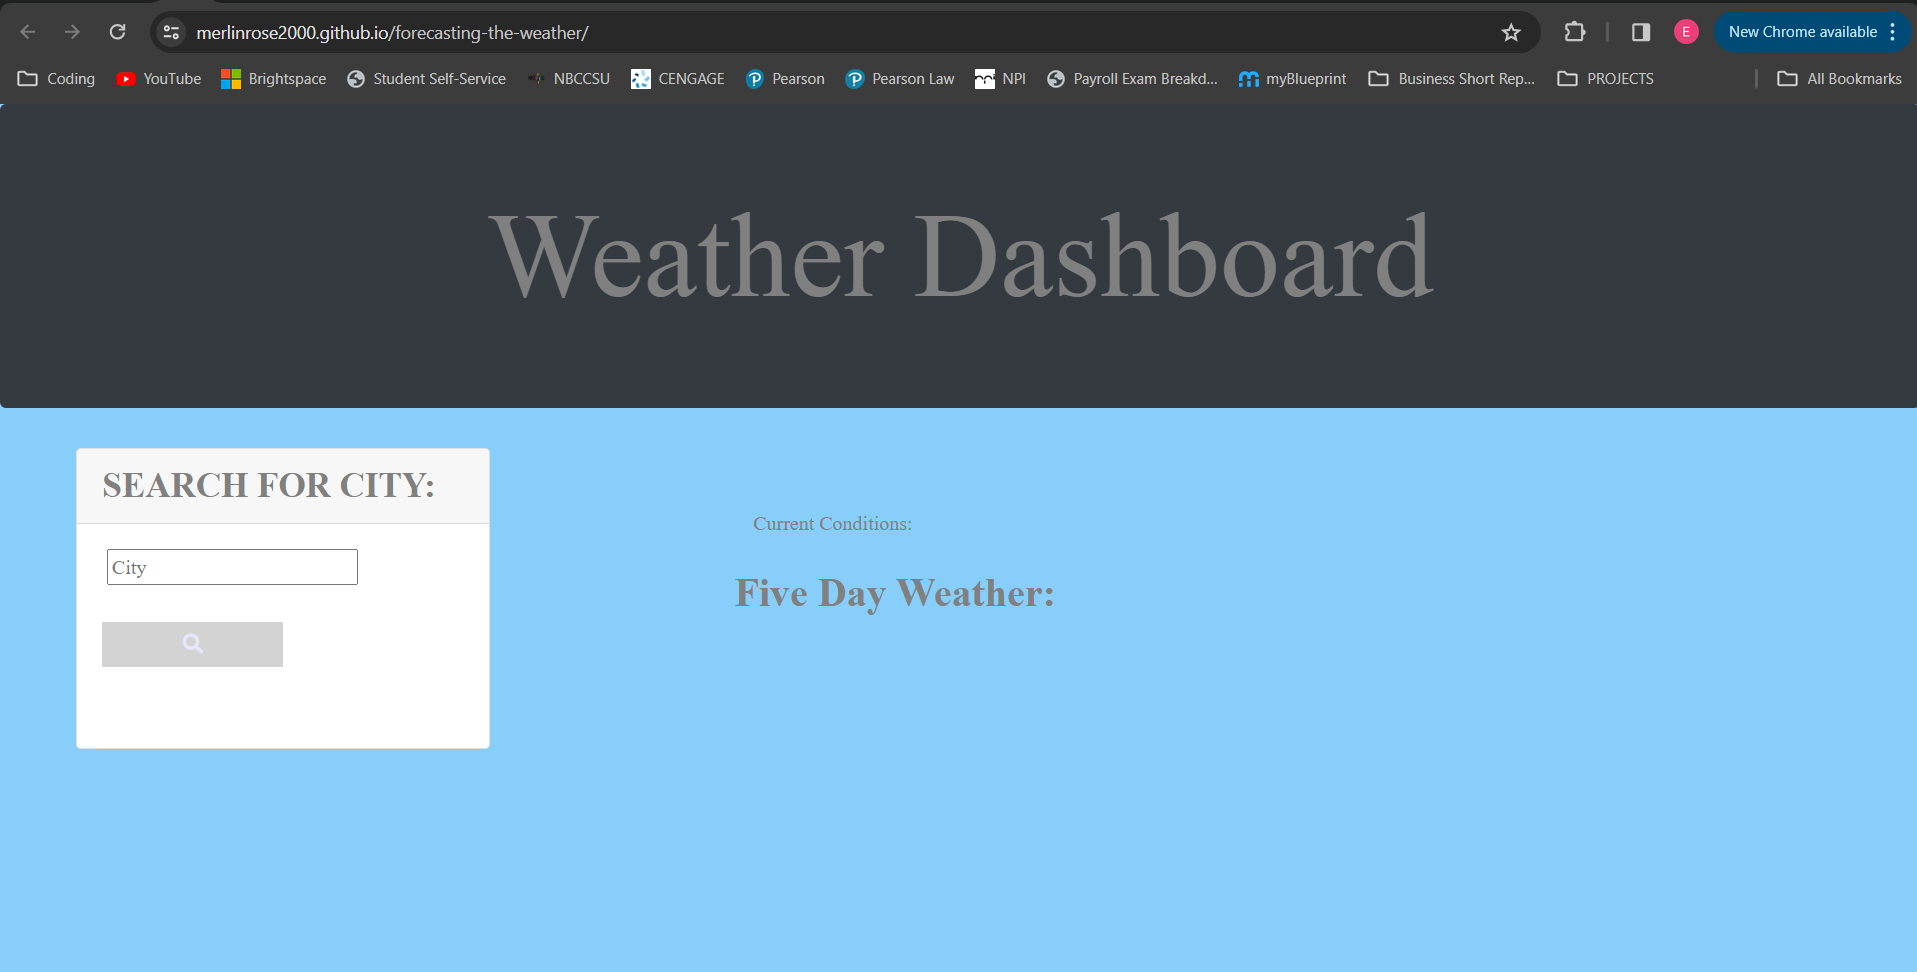 merlinrose2000.github.io/forecasting-the-weather/
E
New Chrome available
Coding YouTube Brightspace Student Self-Service NBCCSU CENGAGE Pearson Pearson Law NPI Payroll Exam Breakd... myBlueprint Business Short Rep... PROJECTS All Bookmarks
Weather Dashboard
SEARCH FOR CITY:
City
Current Conditions:
Five Day Weather: